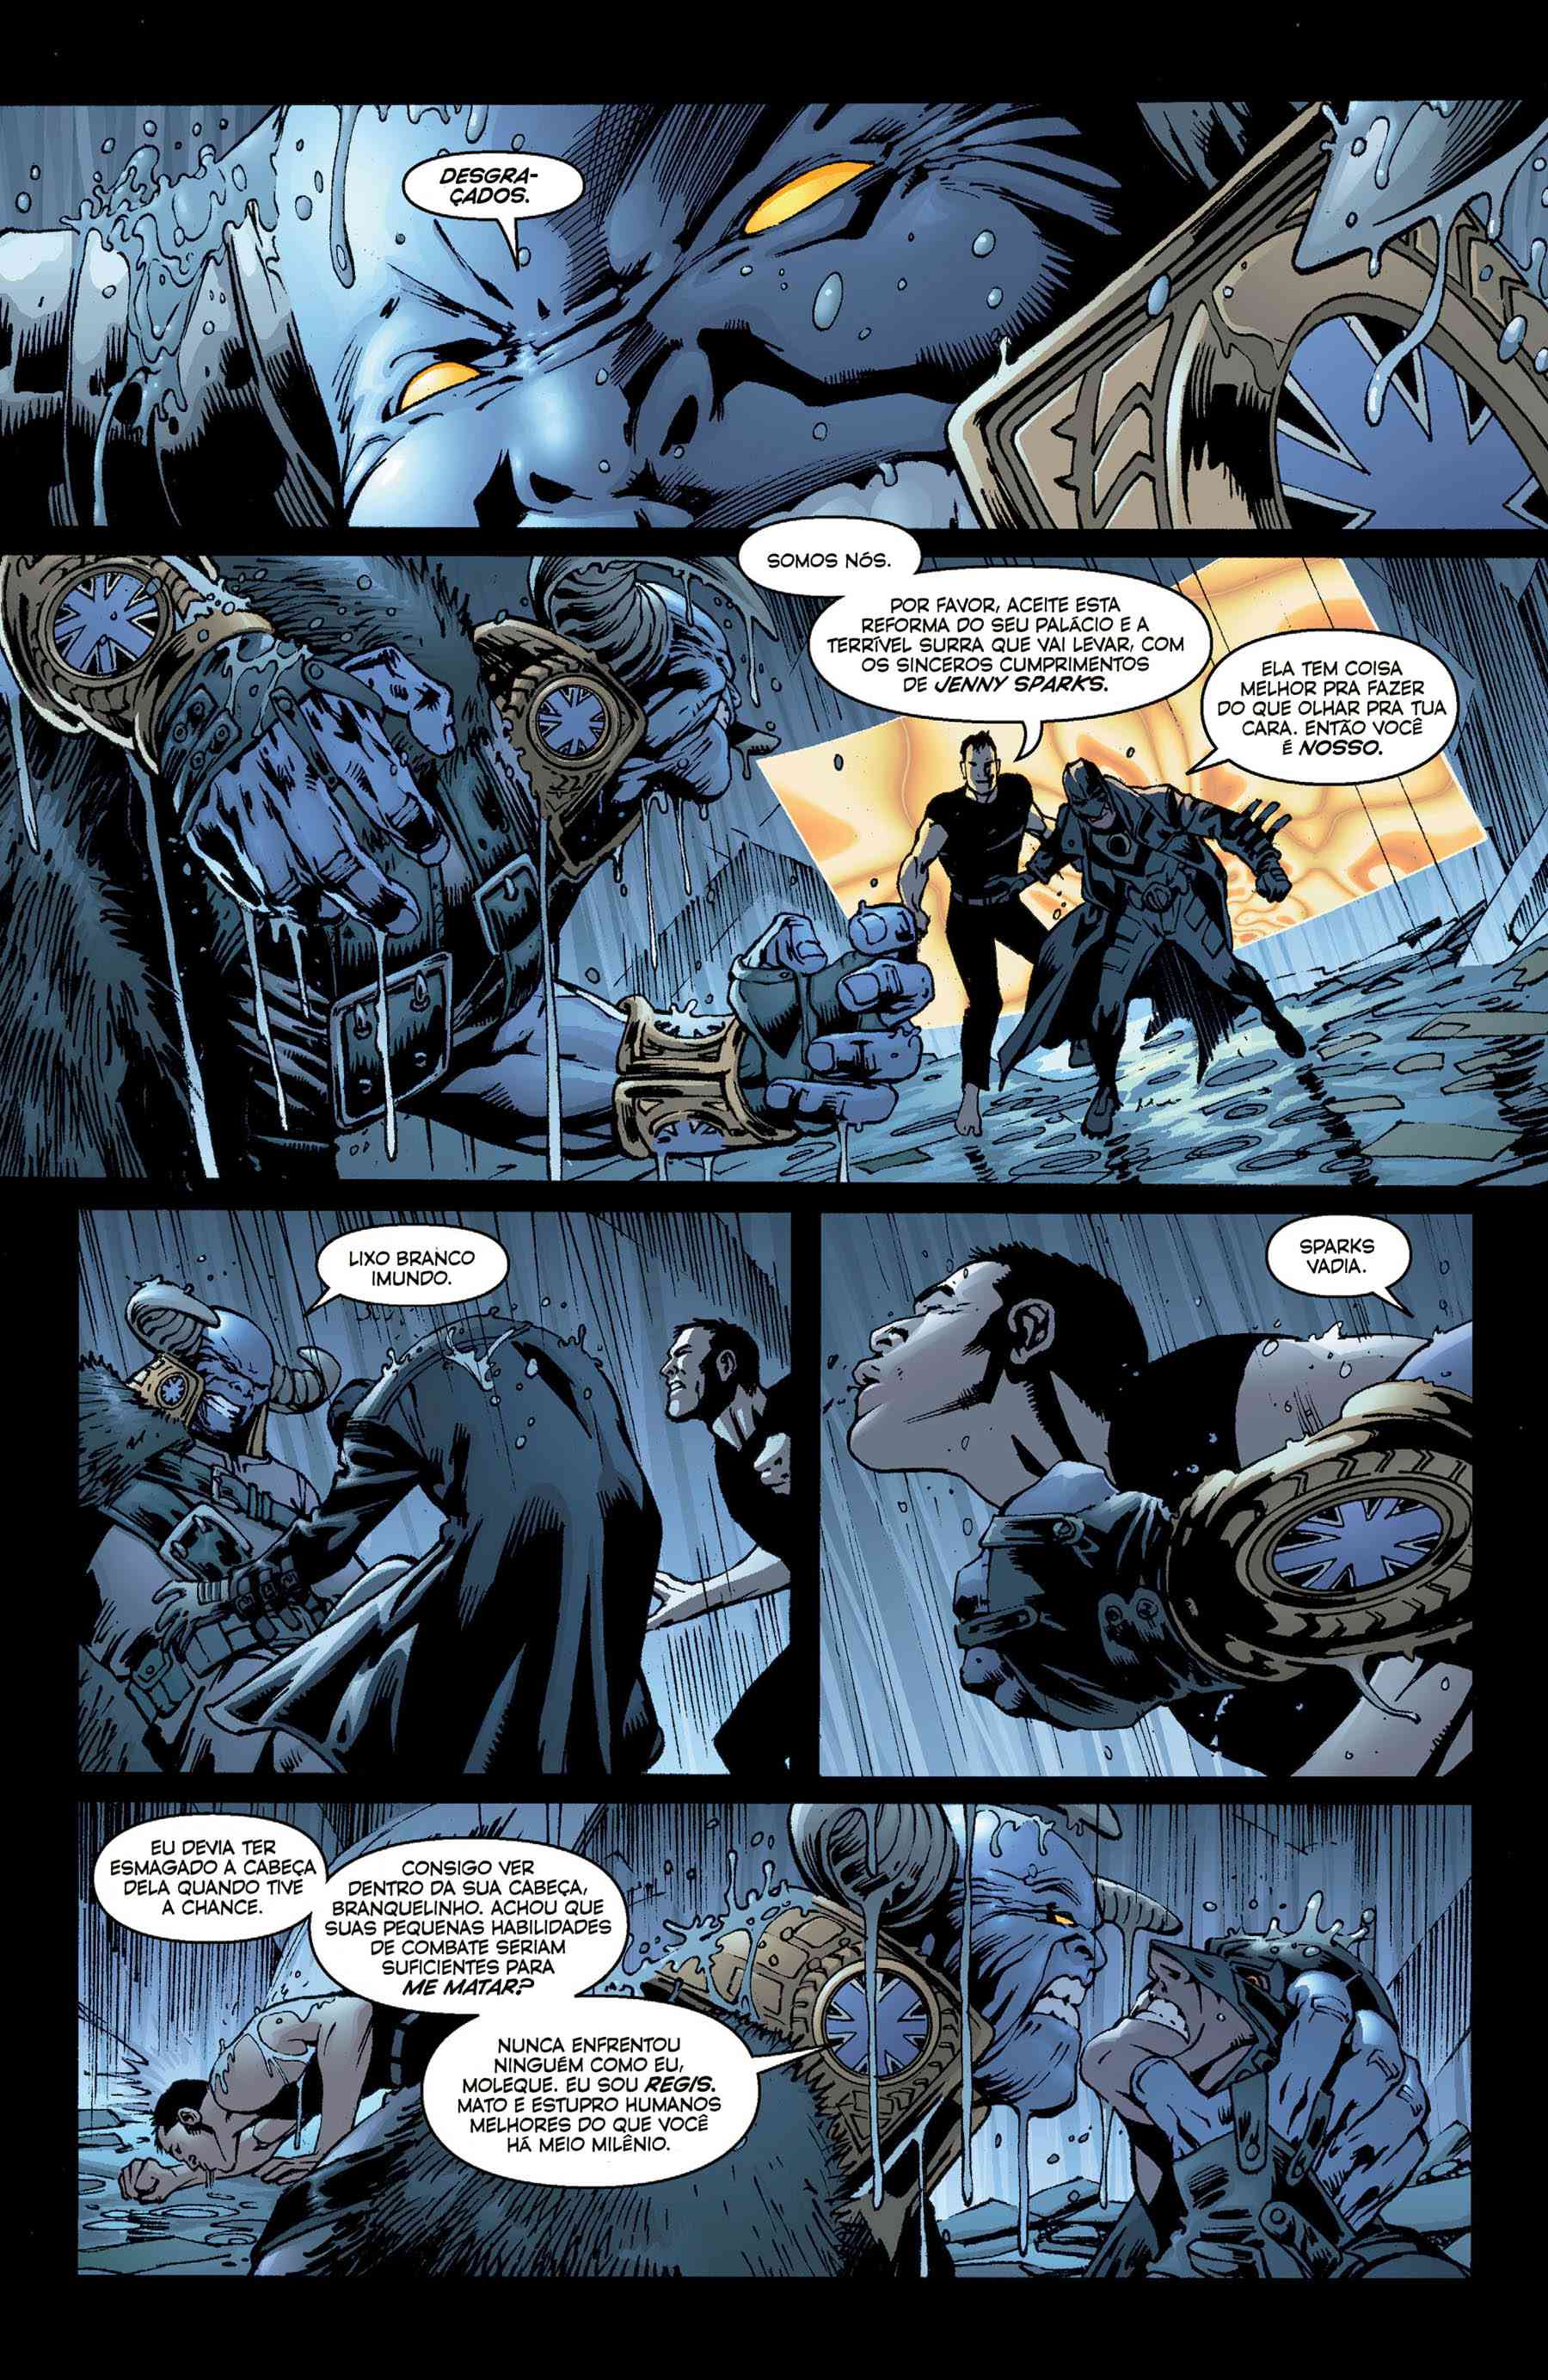 DESGRA-
ÇADOS.
SOMOS NÓS.
POR FAVOR, ACEITE ESTA
REFORMA DO SEU PALÁCIO E A
TERRÍVEL SURRA QUE VAI LEVAR, COM
OS SINCEROS CUMPRIMENTOS
DE JENNY SPARKS.
ELA TEM COISA
MELHOR PRA FAZER
DO QUE OLHAR PRA TUA
CARA. ENTÃO VOCÊ
É NOSSO.
LIXO BRANCO
IMUNDO.
SPARKS
VADIA.
EU DEVIA TER
ESMAGADO A CABEÇA
DELA QUANDO TIVE
A CHANCE.
CONSIGO VER
DENTRO DA SUA CABEÇA,
BRANQUELINHO. ACHOU QUE
SUAS PEQUENAS HABILIDADES
DE COMBATE SERIAM
SUFICIENTES PARA
ME MATAR?
NUNCA ENFRENTOU
NINGUÉM COMO EU,
MOLEQUE. EU SOU REGIS.
MATO E ESTUPRO HUMANOS
MELHORES DO QUE VOCÊ
HÁ MEIO MILÊNIO.